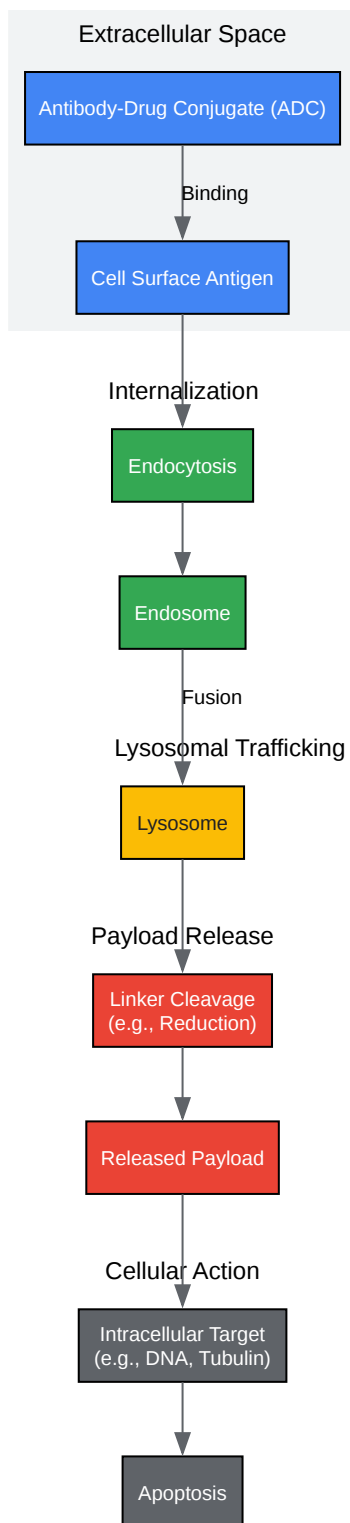 Extracellular Space
Antibody-Drug Conjugate (ADC)
Binding
Cell Surface Antigen
Internalization
Endocytosis
Endosome
Fusion
Lysosomal Trafficking
Lysosome
Payload Release
Linker Cleavage
(e.g., Reduction)
Released Payload
Cellular Action
Intracellular Target
(e.g., DNA, Tubulin)
Apoptosis